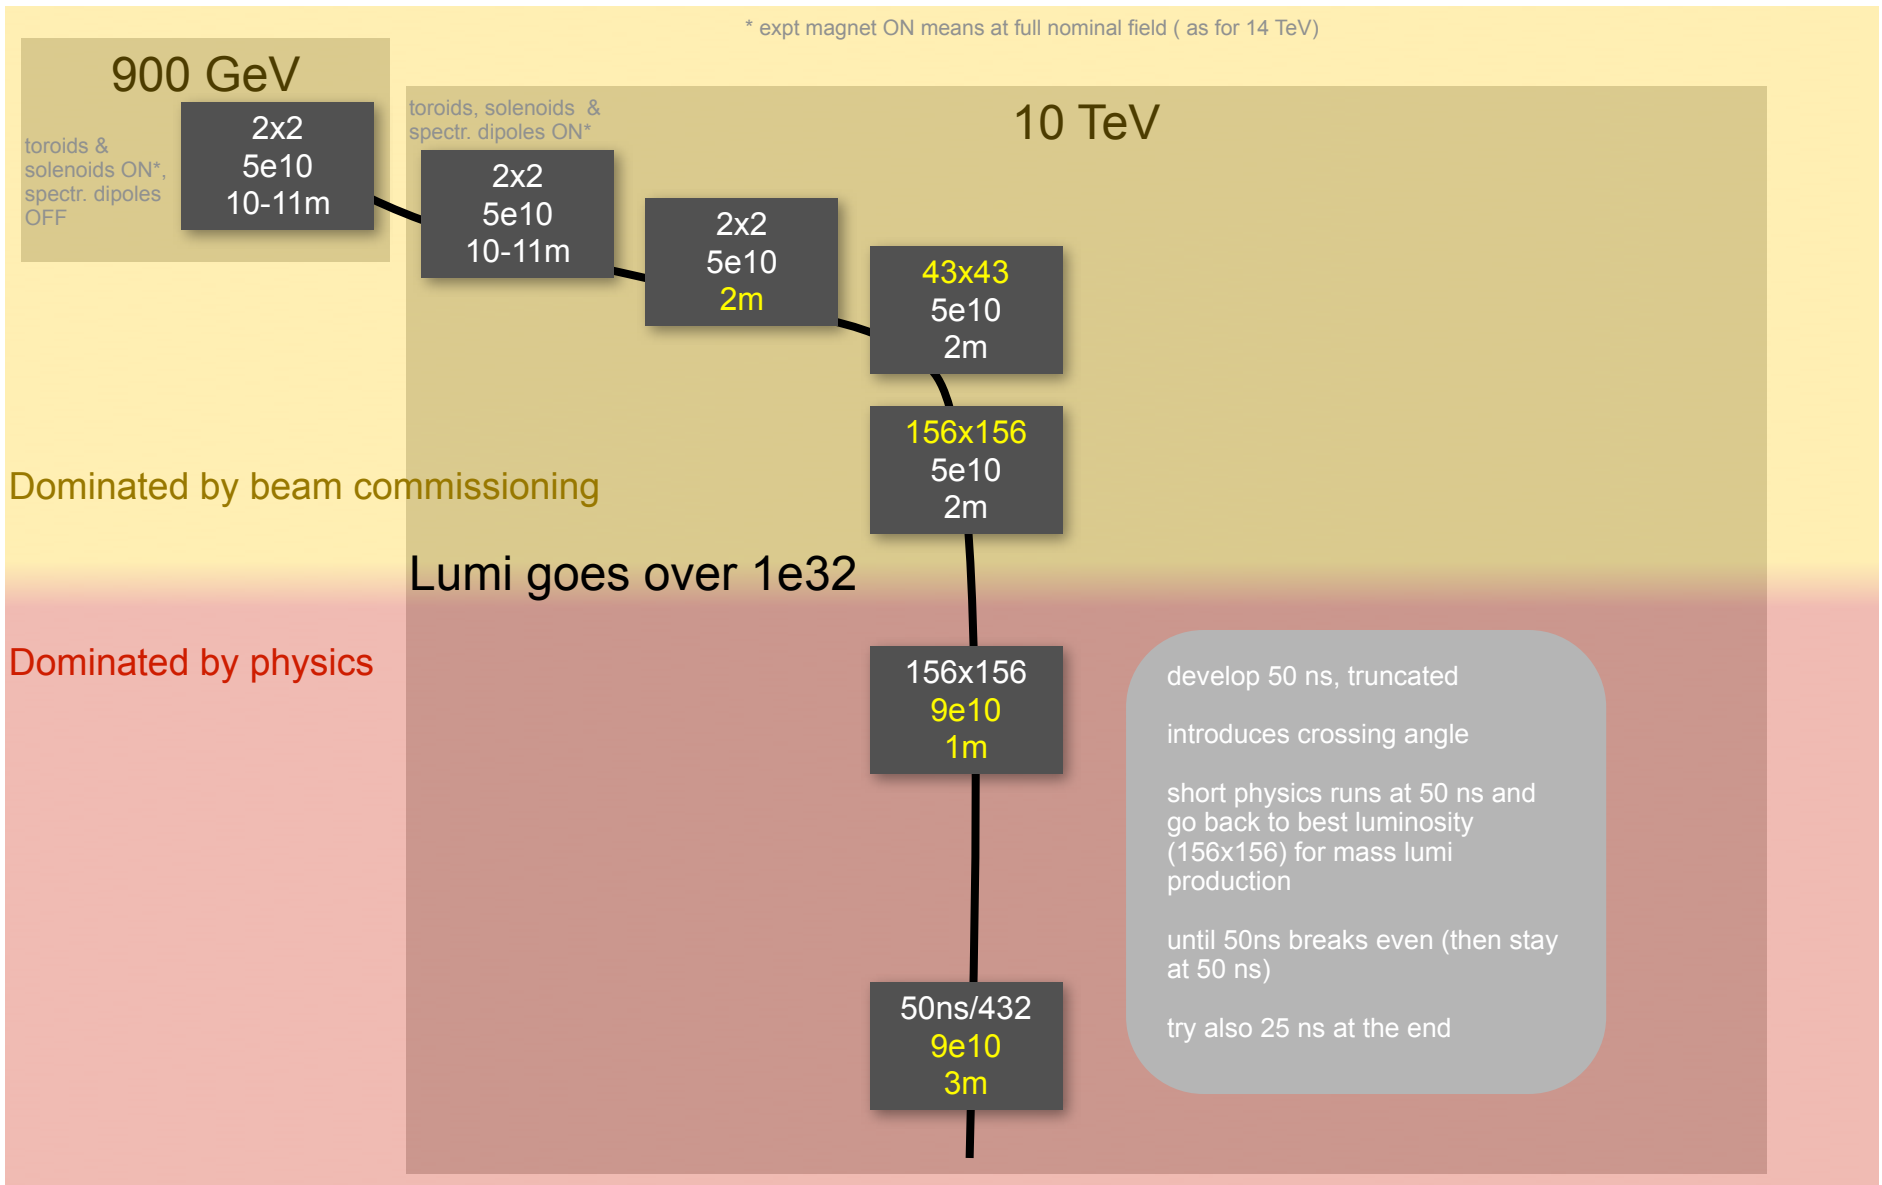 * expt magnet ON means at full nominal field ( as for 14 TeV)
900 GeV
toroids &
solenoids ON*,
spectr. dipoles
OFF
2x2
5e10
10-11m
10 TeV
toroids, solenoids &
spectr. dipoles ON*
2x2
5e10
10-11m
2x2
5e10
2m
43x43
5e10
2m
156x156
5e10
2m
Dominated by beam commissioning
Lumi goes over 1e32
Dominated by physics
156x156
9e10
1m
50ns/432
9e10
3m
develop 50 ns, truncated
introduces crossing angle
short physics runs at 50 ns and
go back to best luminosity
(156x156) for mass lumi
production
until 50ns breaks even (then stay
at 50 ns)
try also 25 ns at the end